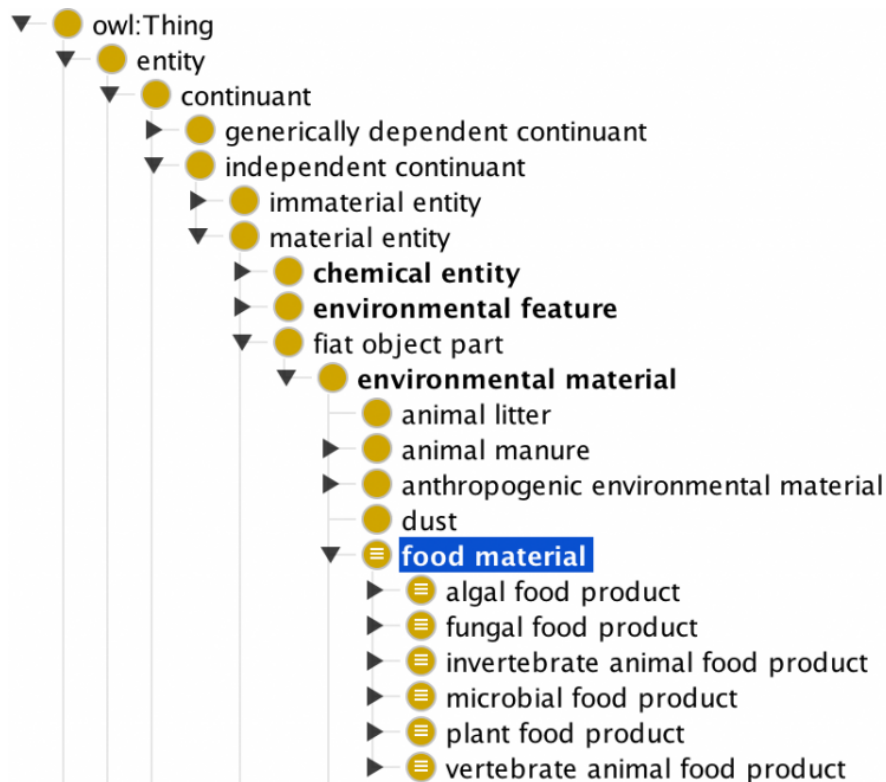 owl:Thing
entity
continuant
generically dependent continuant
independent continuant
immaterial entity
material entity
chemical entity
environmental feature
fiat object part
environmental material
animal litter
animal manure
anthropogenic environmental material
dust
food material
algal food product
fungal food product
invertebrate animal food product
microbial food product
plant food product
vertebrate animal food product